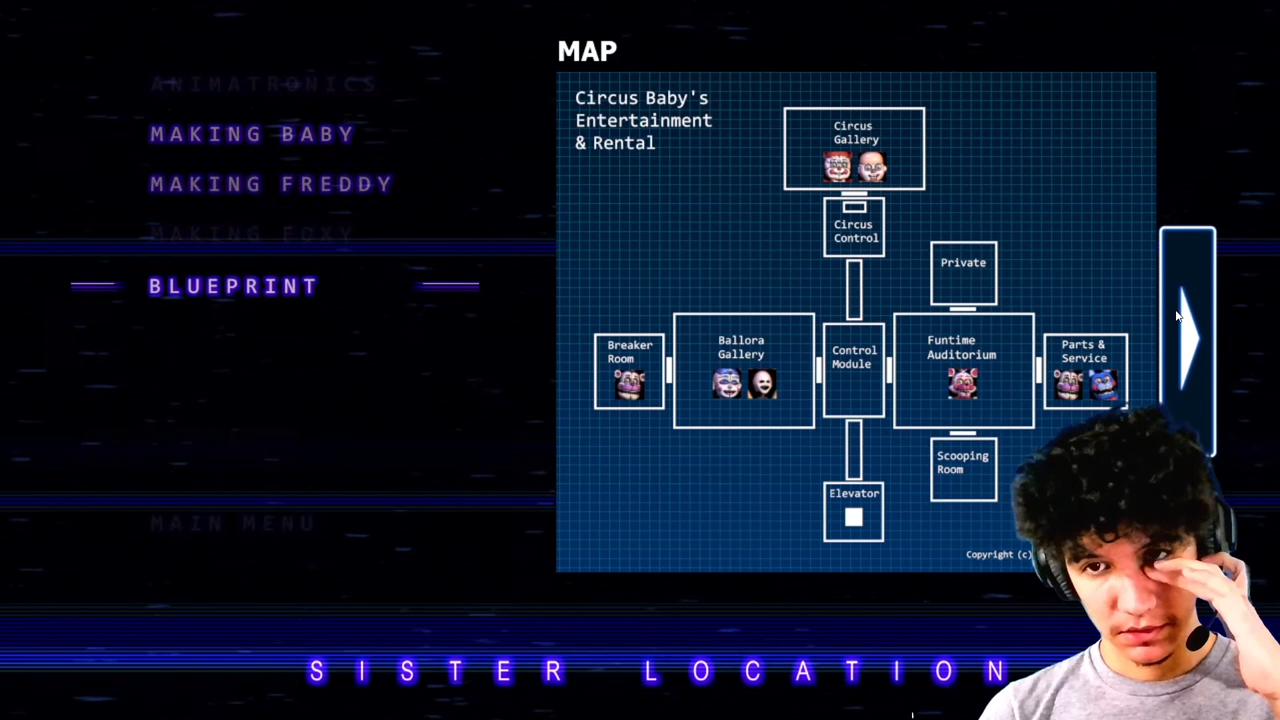 ANIMATRONICS
MAKING BABY
MAKING FREDDY
MAKING FOXY
BLUEPRINT
MAIN MENU
MAP
Circus Baby's
Entertainment
& Rental
Circus
Gallery
Circus
Control
Private
Breaker
Room
Ballora
Gallery
Control
Module
Funtime
Auditorium
Parts &
Service
Scooping
Room
Elevator
Copyright (c)
SISTER LOCATION